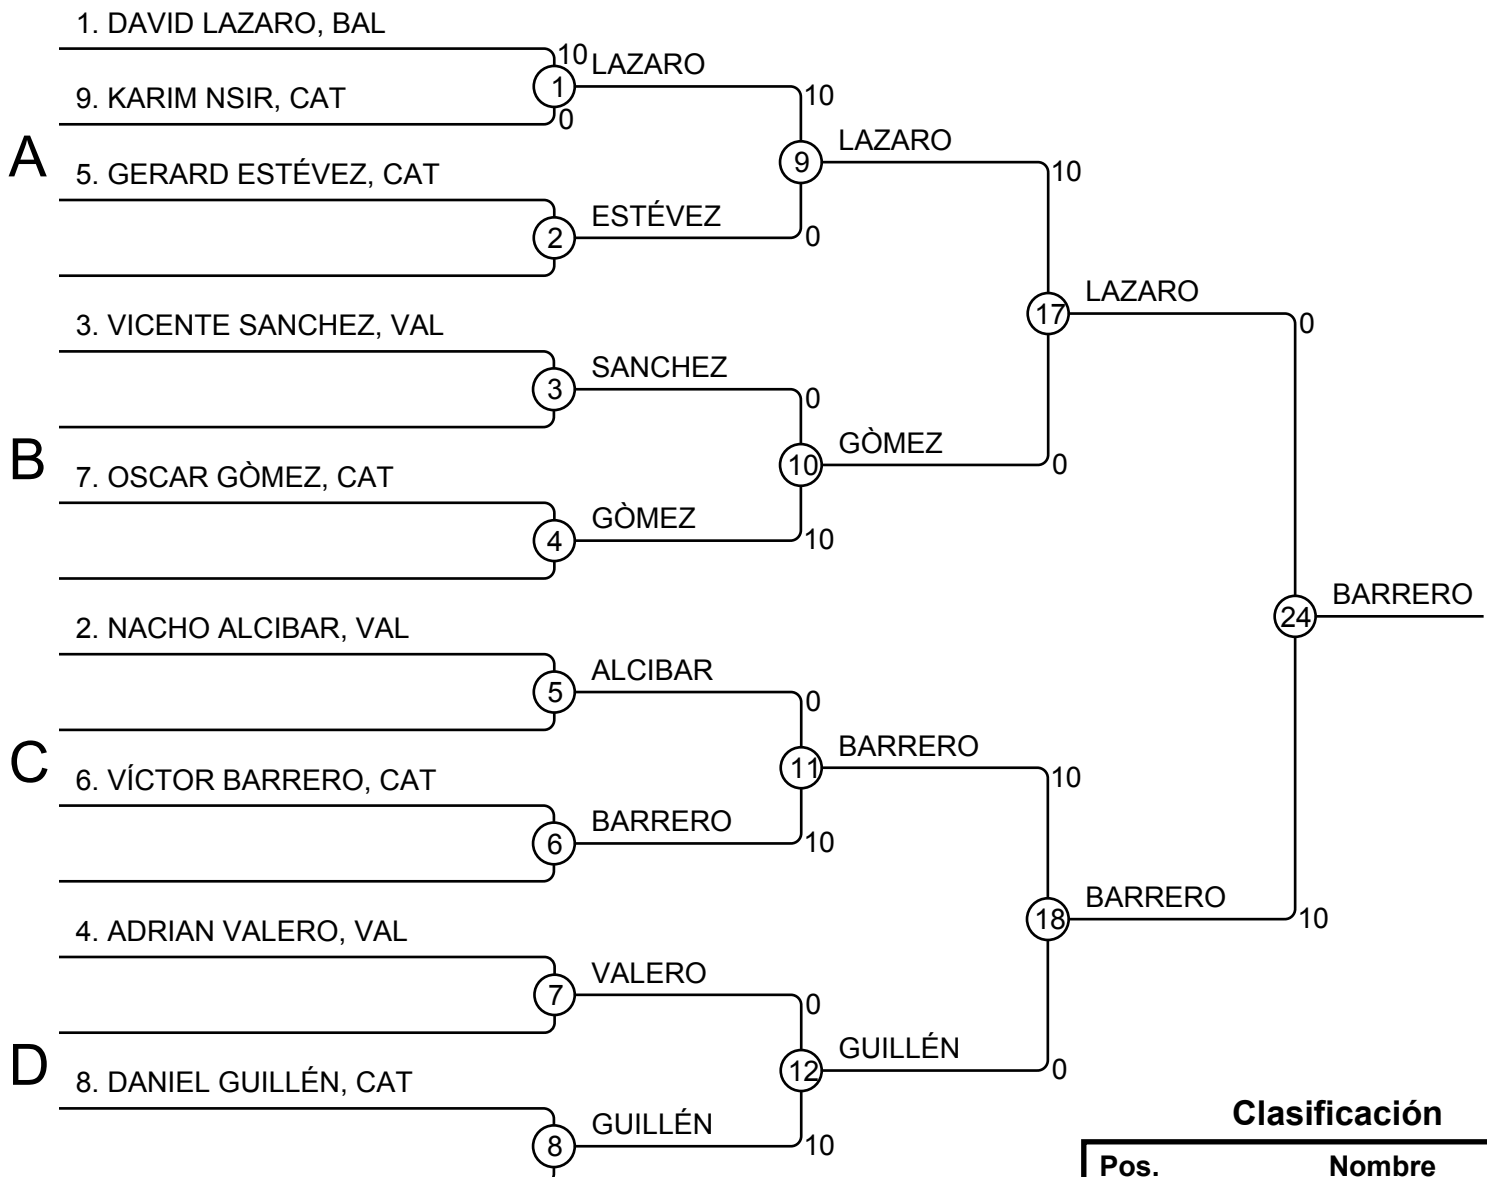 1. DAVID LAZARO, BAL
10
LAZARO
1
9. KARIM NSIR, CAT
0
10
A
LAZARO
9
10
5. GERARD ESTÉVEZ, CAT
ESTÉVEZ
2
0
3. VICENTE SANCHEZ, VAL
LAZARO
17
0
SANCHEZ
3
0
B
GÒMEZ
10
0
7. OSCAR GÒMEZ, CAT
GÒMEZ
4
10
2. NACHO ALCIBAR, VAL
BARRERO
24
ALCIBAR
5
0
C
BARRERO
11
10
6. VÍCTOR BARRERO, CAT
BARRERO
6
10
4. ADRIAN VALERO, VAL
BARRERO
18
10
VALERO
7
0
D
GUILLÉN
12
0
8. DANIEL GUILLÉN, CAT
GUILLÉN
8
10
Clasificación
Pos. Nombre